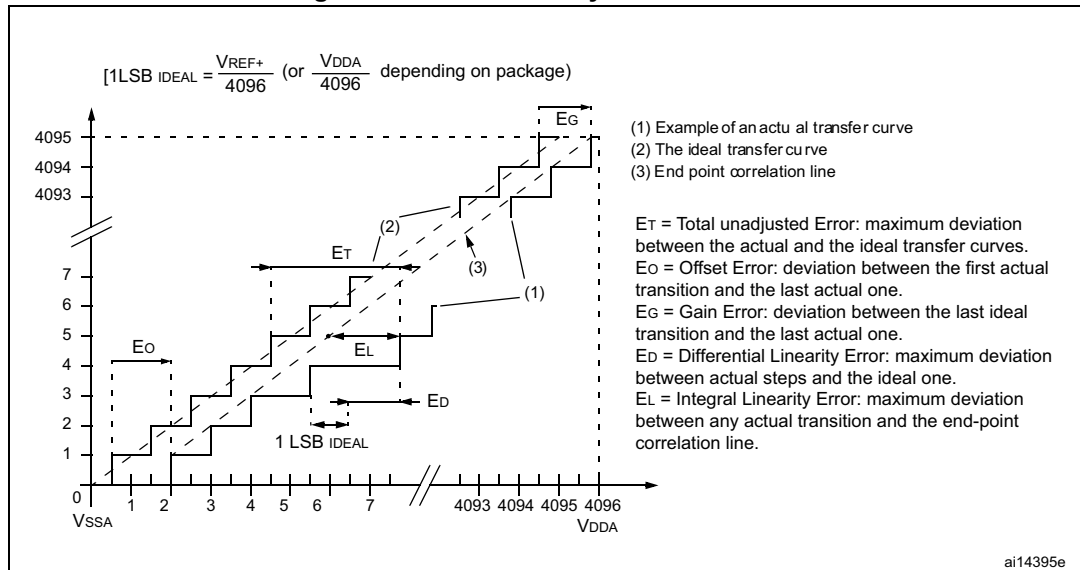 [1LSB IDEAL = VREF+ / 4096 (or VDDA / 4096 depending on package)
EG
(1) Example of an actu al transfer curve
(2) The ideal transfer cu rve
(3) End point correlation line
4095
4094
4093
(2)
ET = Total unadjusted Error: maximum deviation
between the actual and the ideal transfer curves.
EO = Offset Error: deviation between the first actual
transition and the last actual one.
EG = Gain Error: deviation between the last ideal
transition and the last actual one.
ED = Differential Linearity Error: maximum deviation
between actual steps and the ideal one.
EL = Integral Linearity Error: maximum deviation
between any actual transition and the end-point
correlation line.
ET
(3)
7
(1)
6
5
EO
EL
4
3
ED
2
1 LSB IDEAL
1
0
1 2 3 4 5 6 7 4093 4094 4095 4096
VSSA
VDDA
ai14395e